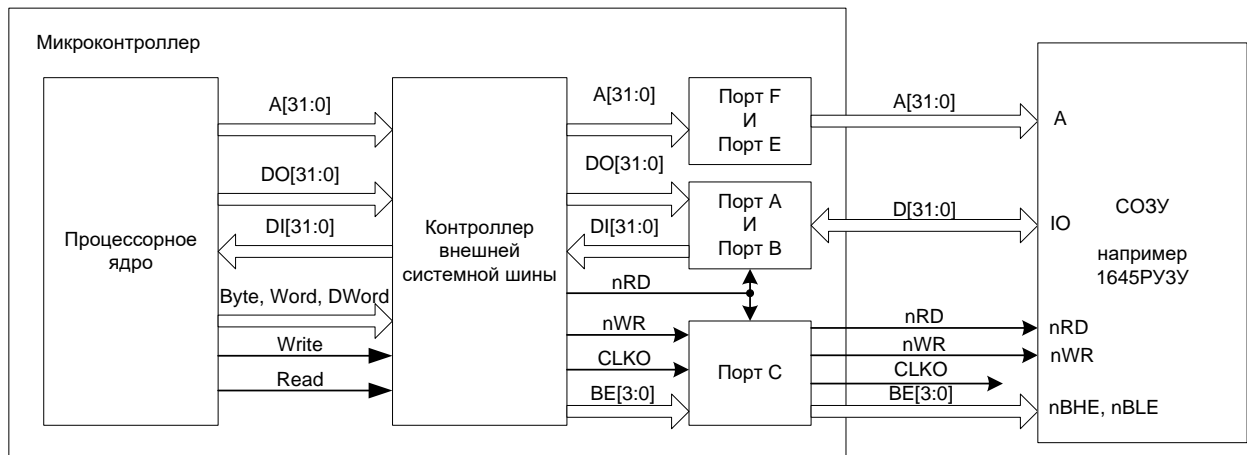 Микроконтроллер
Процессорное
ядро
A[31:0]
DO[31:0]
DI[31:0]
Byte, Word, DWord
Write
Read
Контроллер
внешней
системной шины
A[31:0]
DO[31:0]
DI[31:0]
nRD
nWR
CLKO
BE[3:0]
Порт F
И
Порт E
Порт A
И
Порт B
Порт C
A[31:0]
D[31:0]
nRD
nWR
CLKO
BE[3:0]
A
IO
СОЗУ
например
1645РУ3У
nRD
nWR
nBHE, nBLE